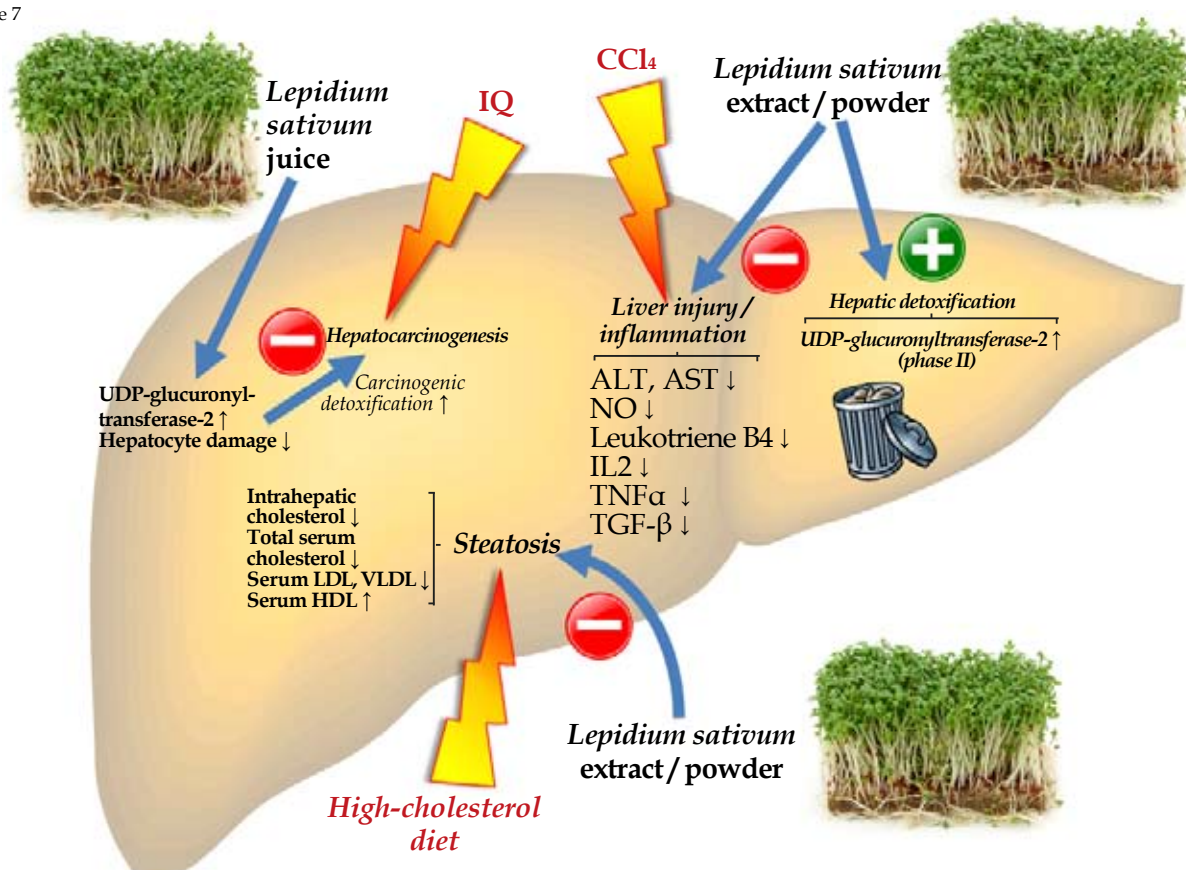 e 7
Lepidium
sativum
juice
IQ
CCl₄
Lepidium sativum
extract / powder
Hepatocarcinogenesis
Carcinogenic
detoxification ↑
UDP-glucuronyl-
transferase-2 ↑
Hepatocyte damage ↓
Liver injury /
inflammation
ALT, AST ↓
NO ↓
Leukotriene B4 ↓
IL2 ↓
TNFα ↓
TGF-β ↓
Hepatic detoxification
UDP-glucuronyltransferase-2 ↑
(phase II)
Intrahepatic
cholesterol ↓
Total serum
cholesterol ↓
Serum LDL, VLDL ↓
Serum HDL ↑
Steatosis
Lepidium sativum
extract / powder
High-cholesterol
diet